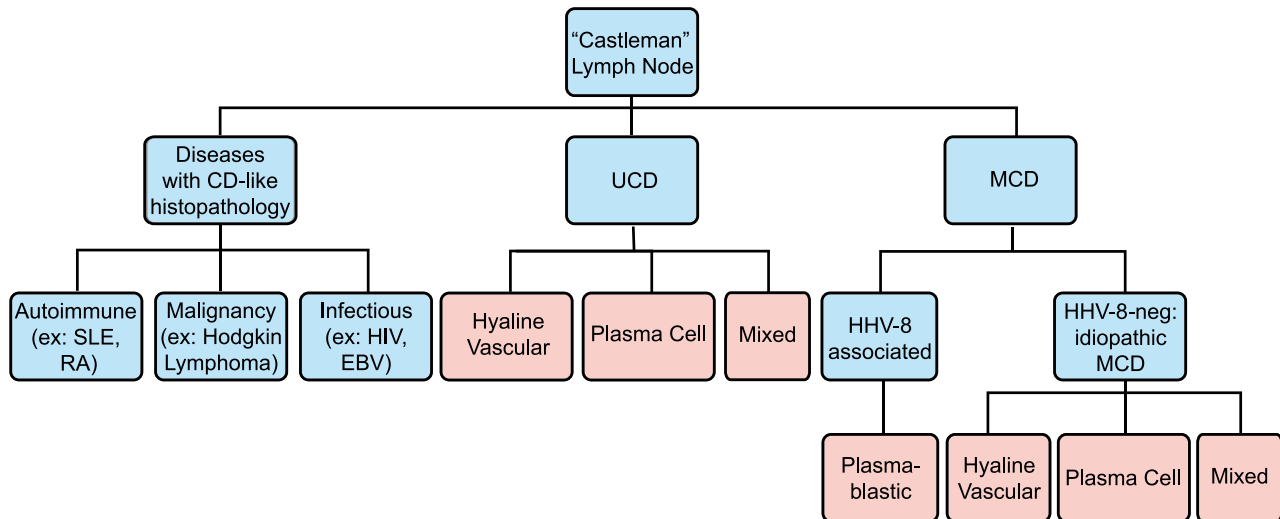 “Castleman”
Lymph Node
Diseases
with CD-like
histopathology
UCD
MCD
Autoimmune
(ex: SLE,
RA)
Malignancy
(ex: Hodgkin
Lymphoma)
Infectious
(ex: HIV,
EBV)
Hyaline
Vascular
Plasma Cell
Mixed
HHV-8
associated
HHV-8-neg:
idiopathic
MCD
Plasma-
blastic
Hyaline
Vascular
Plasma Cell
Mixed